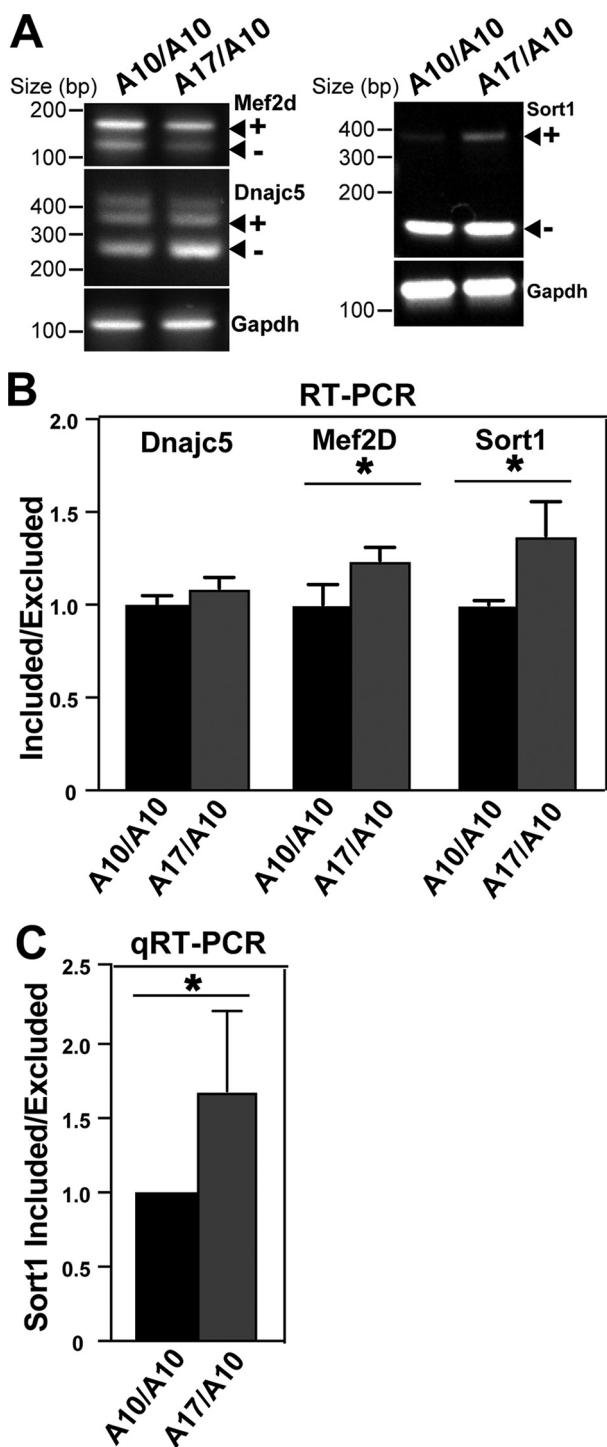 A
A10/A10
A17/A10
Size (bp)
Mef2d
200
+
100
-
Dnajc5
400
+
300
-
200
100
Gapdh
A10/A10
A17/A10
Size (bp)
Sort1
400
+
300
200
-
Gapdh
100
B
RT-PCR
2.0
Dnajc5
Mef2D
Sort1
*
*
1.5
1.0
0.5
0
Included/Excluded
A10/A10
A17/A10
A10/A10
A17/A10
A10/A10
A17/A10
C
qRT-PCR
2.5
*
2.0
1.5
1.0
0.5
0
Sort1 Included/Excluded
A10/A10
A17/A10